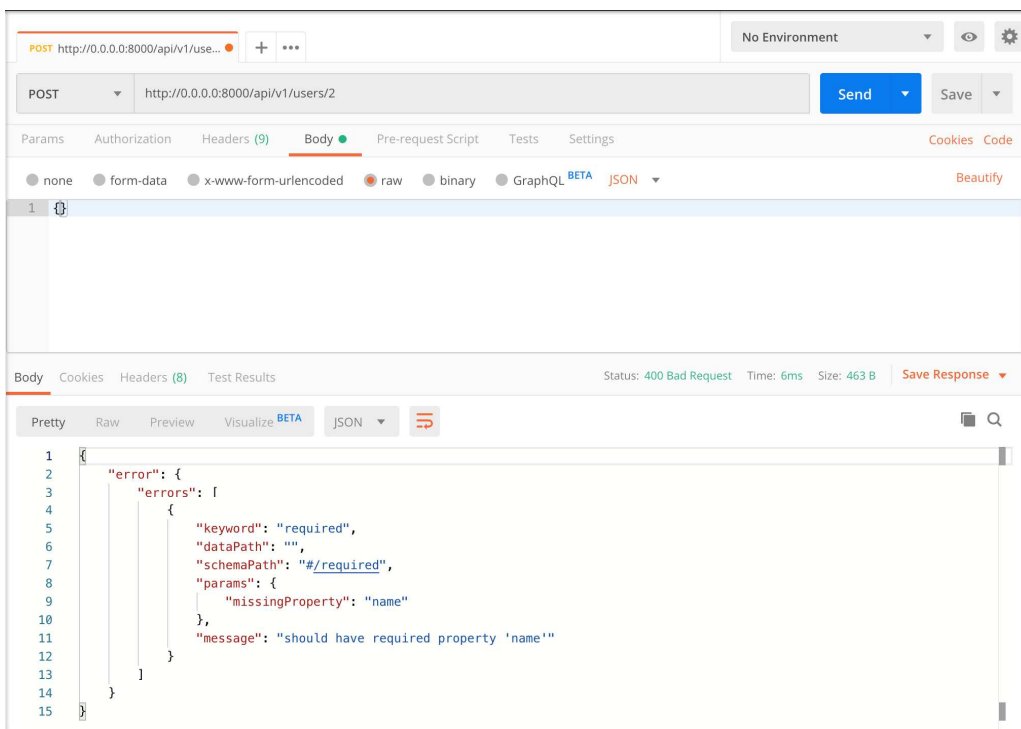 POST http://0.0.0.0:8000/api/v1/use... + •••
No Environment
POST http://0.0.0.0:8000/api/v1/users/2 Send Save
Params Authorization Headers (9) Body Pre-request Script Tests Settings Cookies Code
none form-data x-www-form-urlencoded raw binary GraphQL BETA JSON Beautify
1 {}
Body Cookies Headers (8) Test Results Status: 400 Bad Request Time: 6ms Size: 463 B Save Response
Pretty Raw Preview Visualize BETA JSON
1 {
2 "error": {
3 "errors": [
4 {
5 "keyword": "required",
6 "dataPath": "",
7 "schemaPath": "#/required",
8 "params": {
9 "missingProperty": "name"
10 },
11 "message": "should have required property 'name'"
12 }
13 ]
14 }
15 }